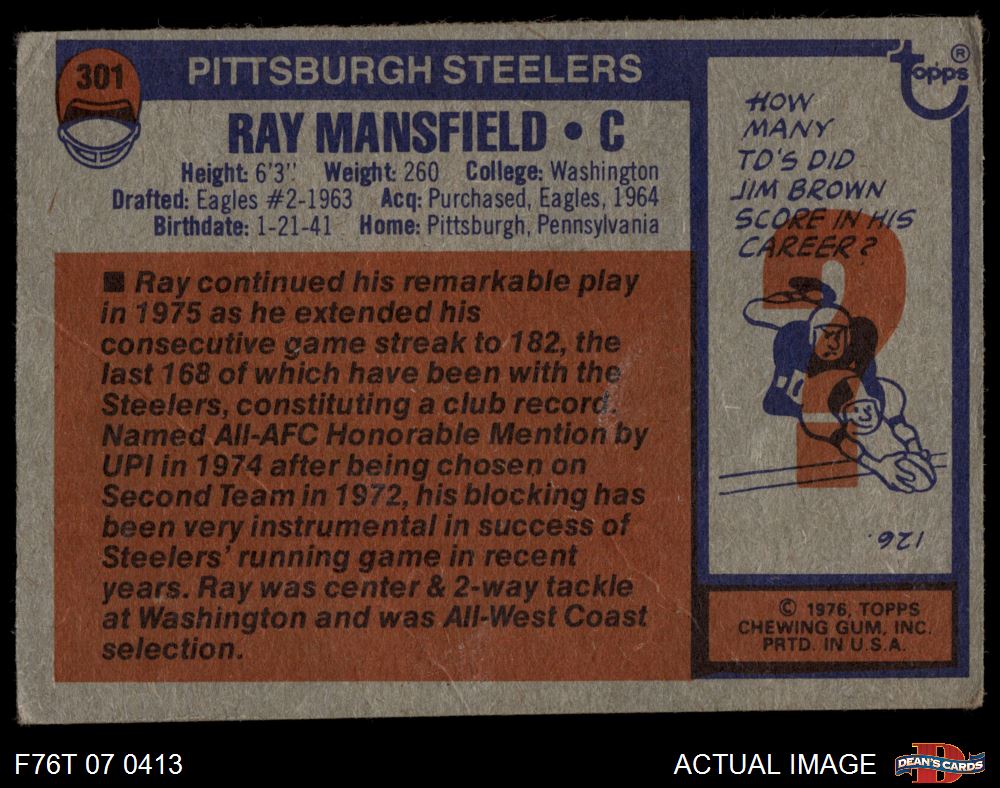 301
PITTSBURGH STEELERS
RAY MANSFIELD • C
Height: 6'3" Weight: 260 College: Washington
Drafted: Eagles #2-1963 Acq: Purchased, Eagles, 1964
Birthdate: 1-21-41 Home: Pittsburgh, Pennsylvania
■ Ray continued his remarkable play
in 1975 as he extended his
consecutive game streak to 182, the
last 168 of which have been with the
Steelers, constituting a club record.
Named All-AFC Honorable Mention by
UPI in 1974 after being chosen on
Second Team in 1972, his blocking has
been very instrumental in success of
Steelers' running game in recent
years. Ray was center & 2-way tackle
at Washington and was All-West Coast
selection.
Topps®
HOW
MANY
TD'S DID
JIM BROWN
SCORE IN HIS
CAREER?
?
126.
© 1976, TOPPS
CHEWING GUM, INC.
PRTD. IN U.S.A.
F76T 07 0413
ACTUAL IMAGE
DEAN'S CARDS